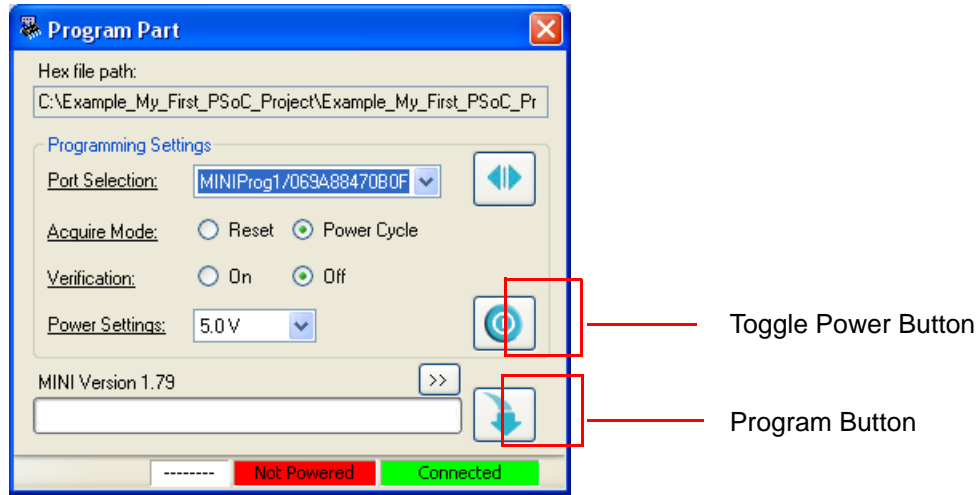 Program Part
Hex file path:
C:\Example_My_First_PSoC_Project\Example_My_First_PSoC_Pr
Programming Settings
Port Selection: MINIProg1/069A88470B0F
Acquire Mode: Reset Power Cycle
Verification: On Off
Power Settings: 5.0 V
Toggle Power Button
MINI Version 1.79 >>
Program Button
-------- Not Powered Connected